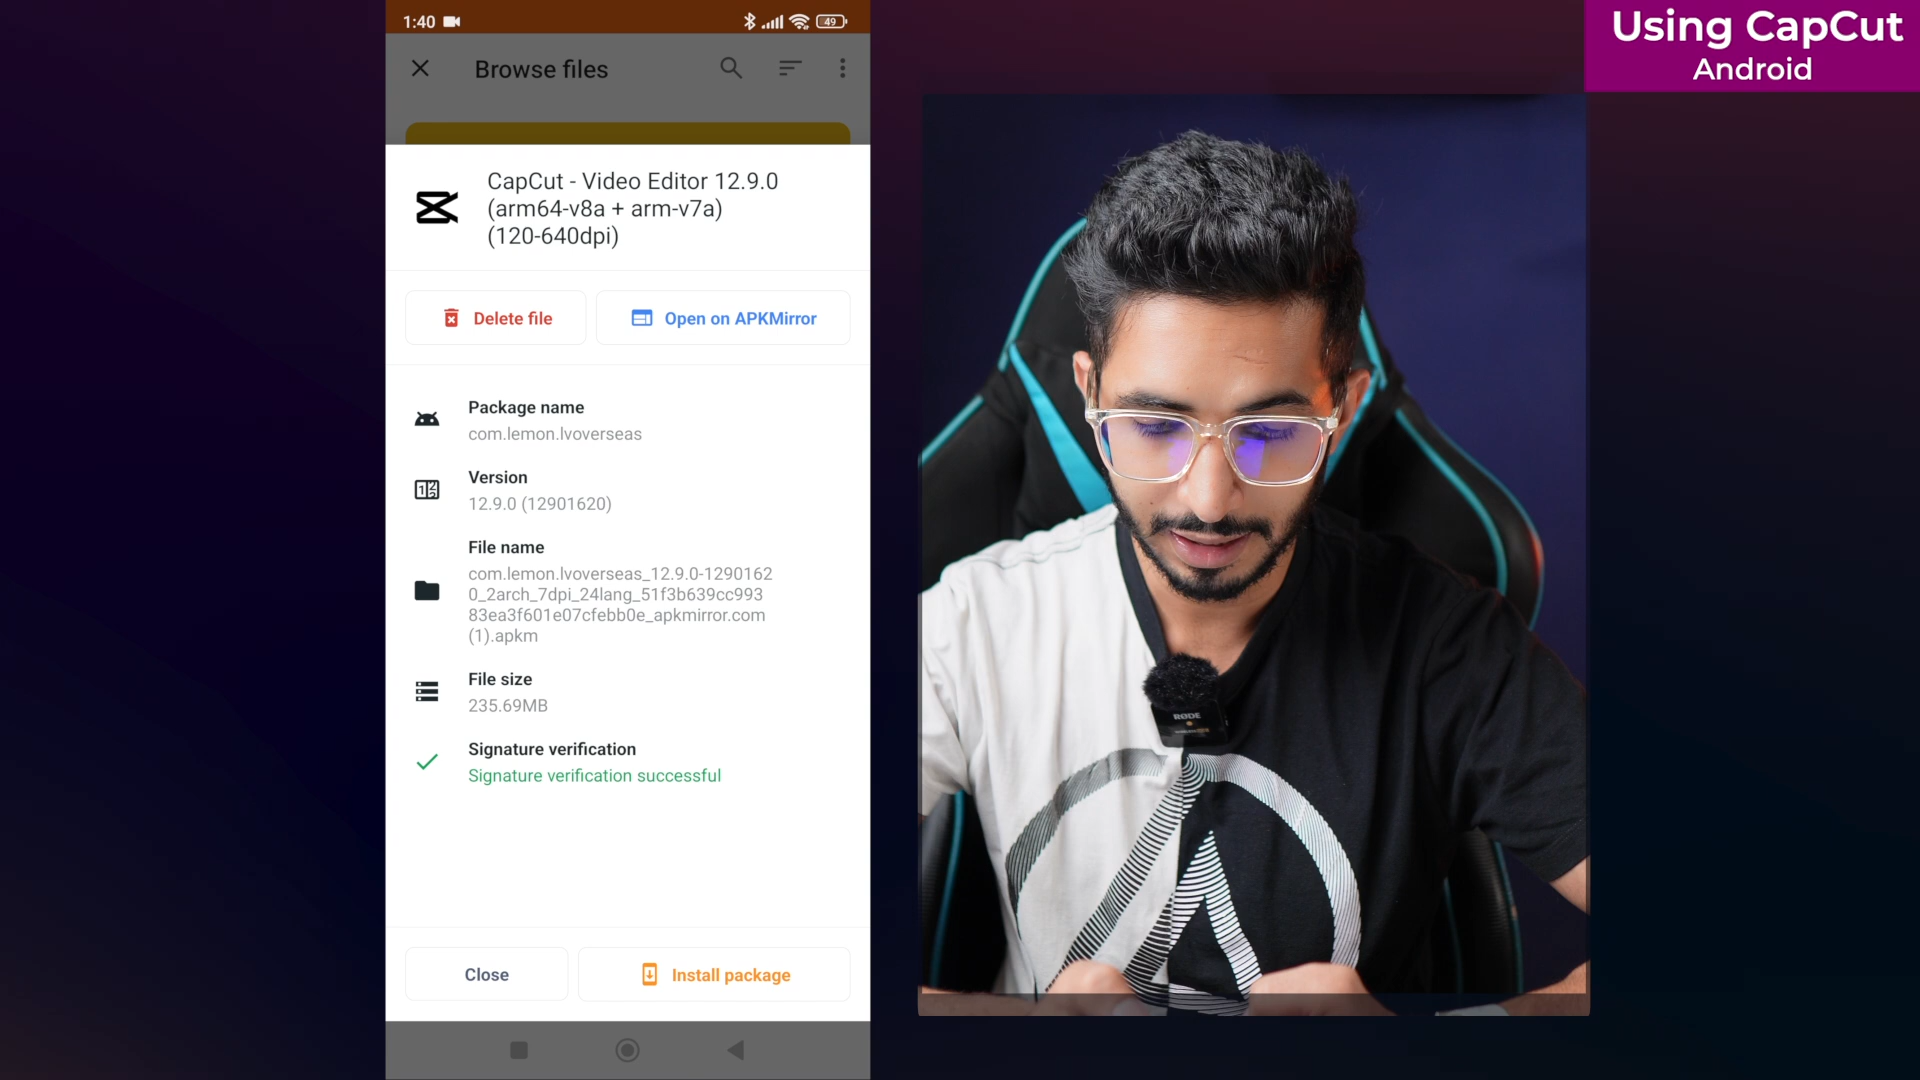 1:40
49
Using CapCut
Android
Browse files
CapCut - Video Editor 12.9.0
(arm64-v8a + arm-v7a)
(120-640dpi)
Delete file
Open on APKMirror
Package name
com.lemon.lvoverseas
Version
12.9.0 (12901620)
File name
com.lemon.lvoverseas_12.9.0-1290162
0_2arch_7dpi_24lang_51f3b639cc993
83ea3f601e07cfebb0e_apkmirror.com
(1).apkm
File size
235.69MB
Signature verification
Signature verification successful
Close
Install package
RØDE